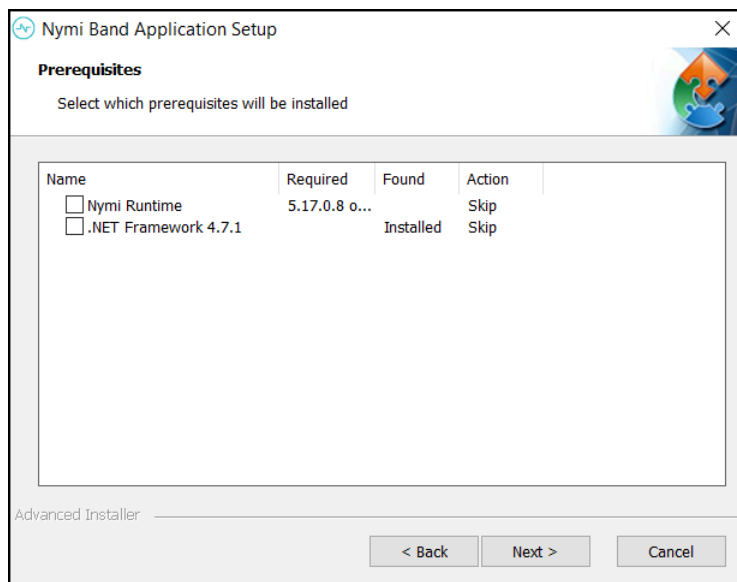 Nymi Band Application Setup
Prerequisites
Select which prerequisites will be installed
Name Required Found Action
Nymi Runtime 5.17.0.8 o... Skip
.NET Framework 4.7.1 Installed Skip
Advanced Installer
< Back Next > Cancel